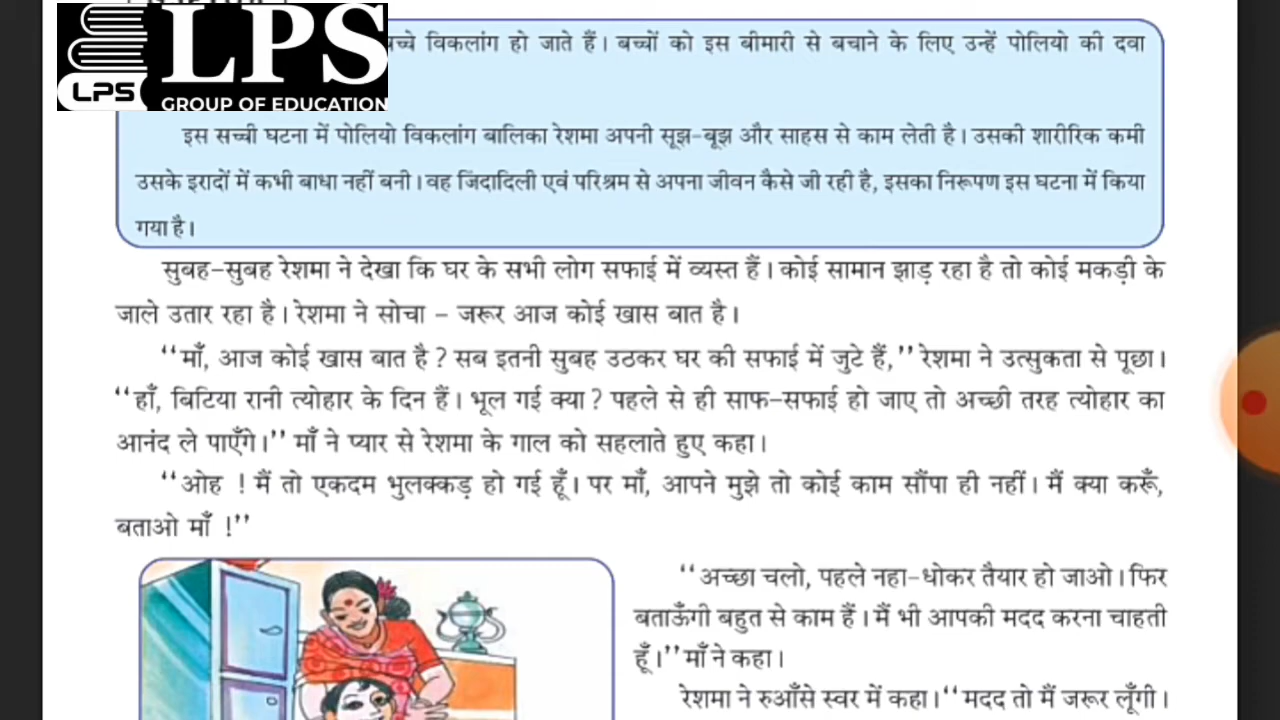 LPS
LPS
GROUP OF EDUCATION
बच्चे विकलांग हो जाते हैं। बच्चों को इस बीमारी से बचाने के लिए उन्हें पोलियो की दवा
इस सच्ची घटना में पोलियो विकलांग बालिका रेशमा अपनी सूझ-बूझ और साहस से काम लेती है। उसकी शारीरिक कमी
उसके इरादों में कभी बाधा नहीं बनी। वह जिंदादिली एवं परिश्रम से अपना जीवन कैसे जी रही है, इसका निरूपण इस घटना में किया
गया है।
सुबह-सुबह रेशमा ने देखा कि घर के सभी लोग सफाई में व्यस्त हैं। कोई सामान झाड़ रहा है तो कोई मकड़ी के
जाले उतार रहा है। रेशमा ने सोचा – जरूर आज कोई खास बात है।
‘‘माँ, आज कोई खास बात है ? सब इतनी सुबह उठकर घर की सफाई में जुटे हैं,’’ रेशमा ने उत्सुकता से पूछा।
‘‘हाँ, बिटिया रानी त्योहार के दिन हैं। भूल गई क्या ? पहले से ही साफ-सफाई हो जाए तो अच्छी तरह त्योहार का
आनंद ले पाएँगे।’’ माँ ने प्यार से रेशमा के गाल को सहलाते हुए कहा।
‘‘ओह ! मैं तो एकदम भुलक्कड़ हो गई हूँ। पर माँ, आपने मुझे तो कोई काम सौंपा ही नहीं। मैं क्या करूँ,
बताओ माँ !’’
‘‘अच्छा चलो, पहले नहा-धोकर तैयार हो जाओ। फिर
बताऊँगी बहुत से काम हैं। मैं भी आपकी मदद करना चाहती
हूँ।’’ माँ ने कहा।
रेशमा ने रुआँसे स्वर में कहा। ‘‘मदद तो मैं जरूर लूँगी।